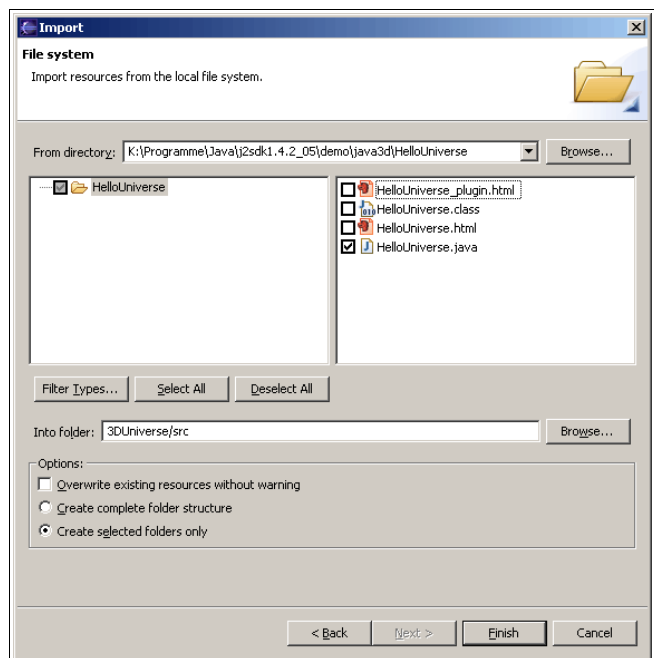 Import
File system
Import resources from the local file system.
From directory: K:\Programme\Java\j2sdk1.4.2_05\demo\java3d\HelloUniverse Browse...
HelloUniverse
HelloUniverse_plugin.html
HelloUniverse.class
HelloUniverse.html
HelloUniverse.java
Filter Types... Select All Deselect All
Into folder: 3DUniverse/src Browse...
Options:
Overwrite existing resources without warning
Create complete folder structure
Create selected folders only
< Back Next > Finish Cancel